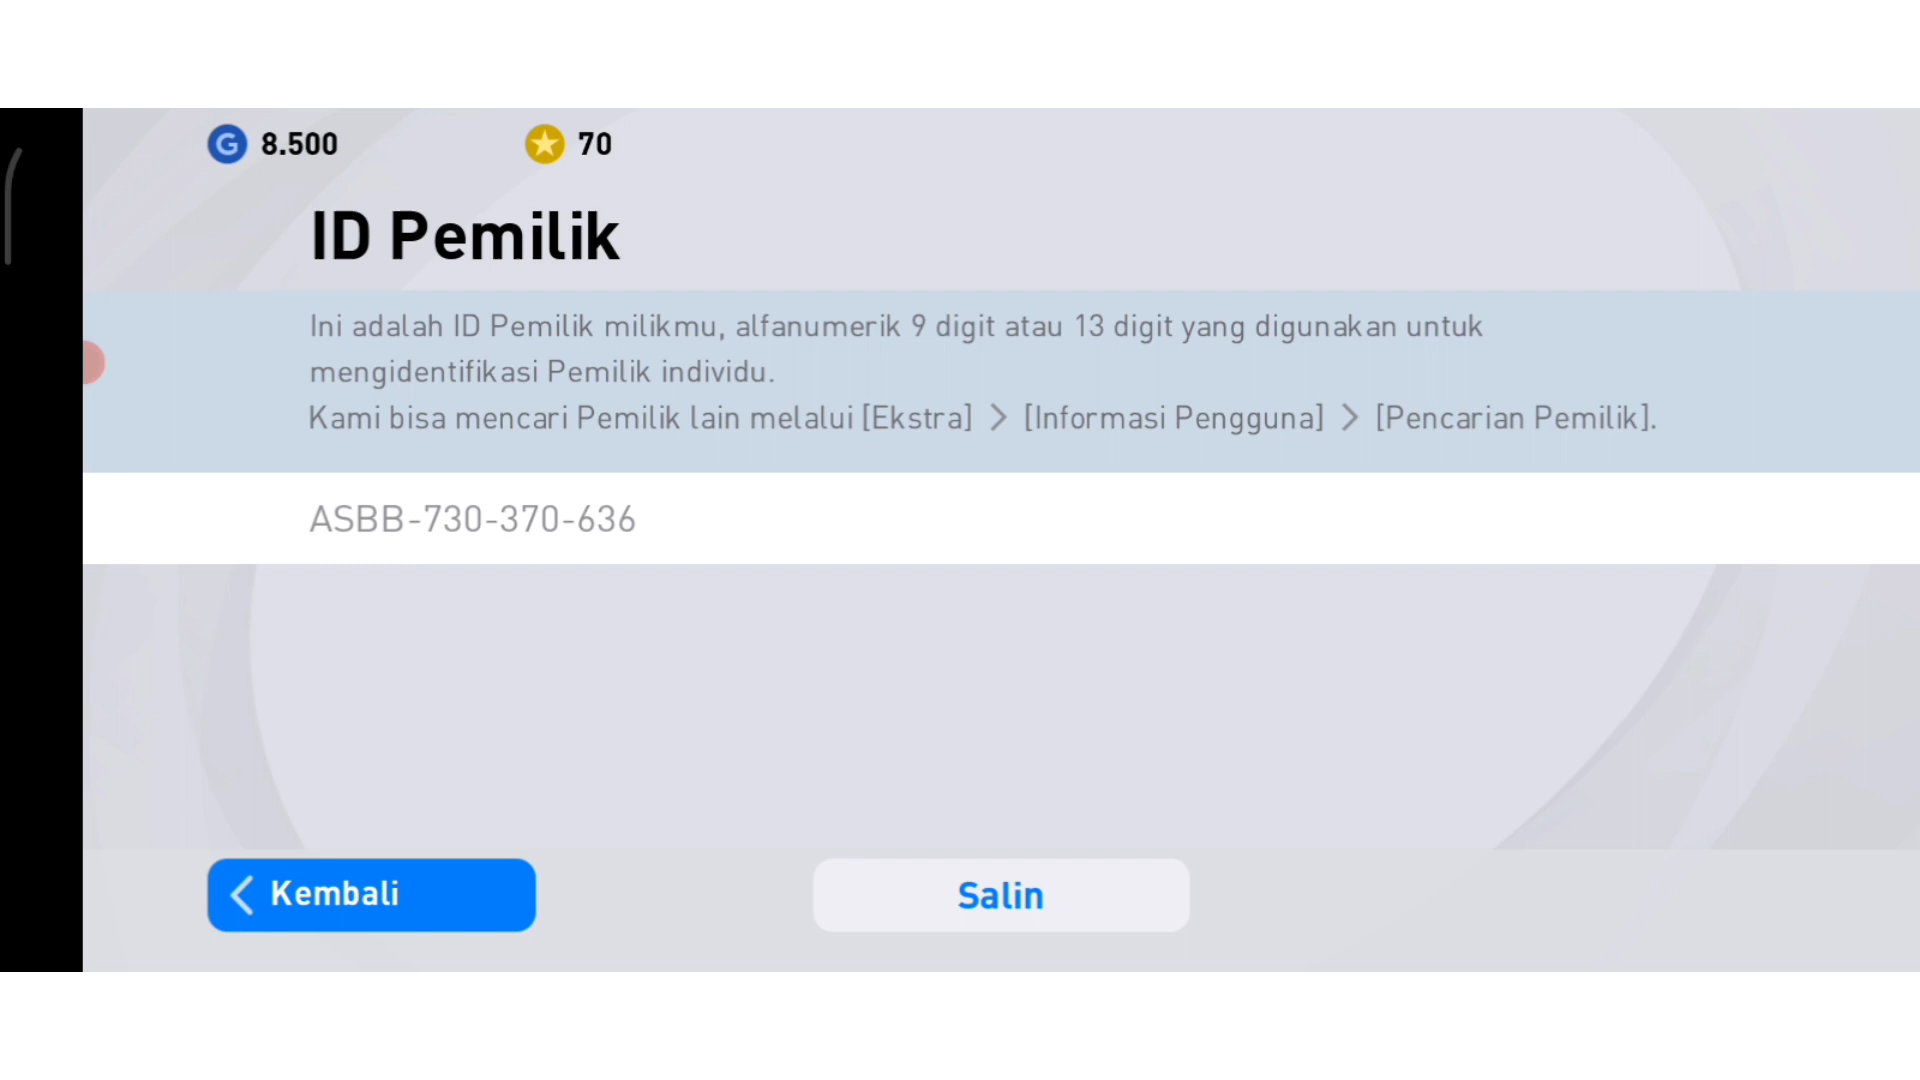 G 8.500 70
ID Pemilik
Ini adalah ID Pemilik milikmu, alfanumerik 9 digit atau 13 digit yang digunakan untuk
mengidentifikasi Pemilik individu.
Kami bisa mencari Pemilik lain melalui [Ekstra] > [Informasi Pengguna] > [Pencarian Pemilik].
ASBB-730-370-636
Kembali
Salin